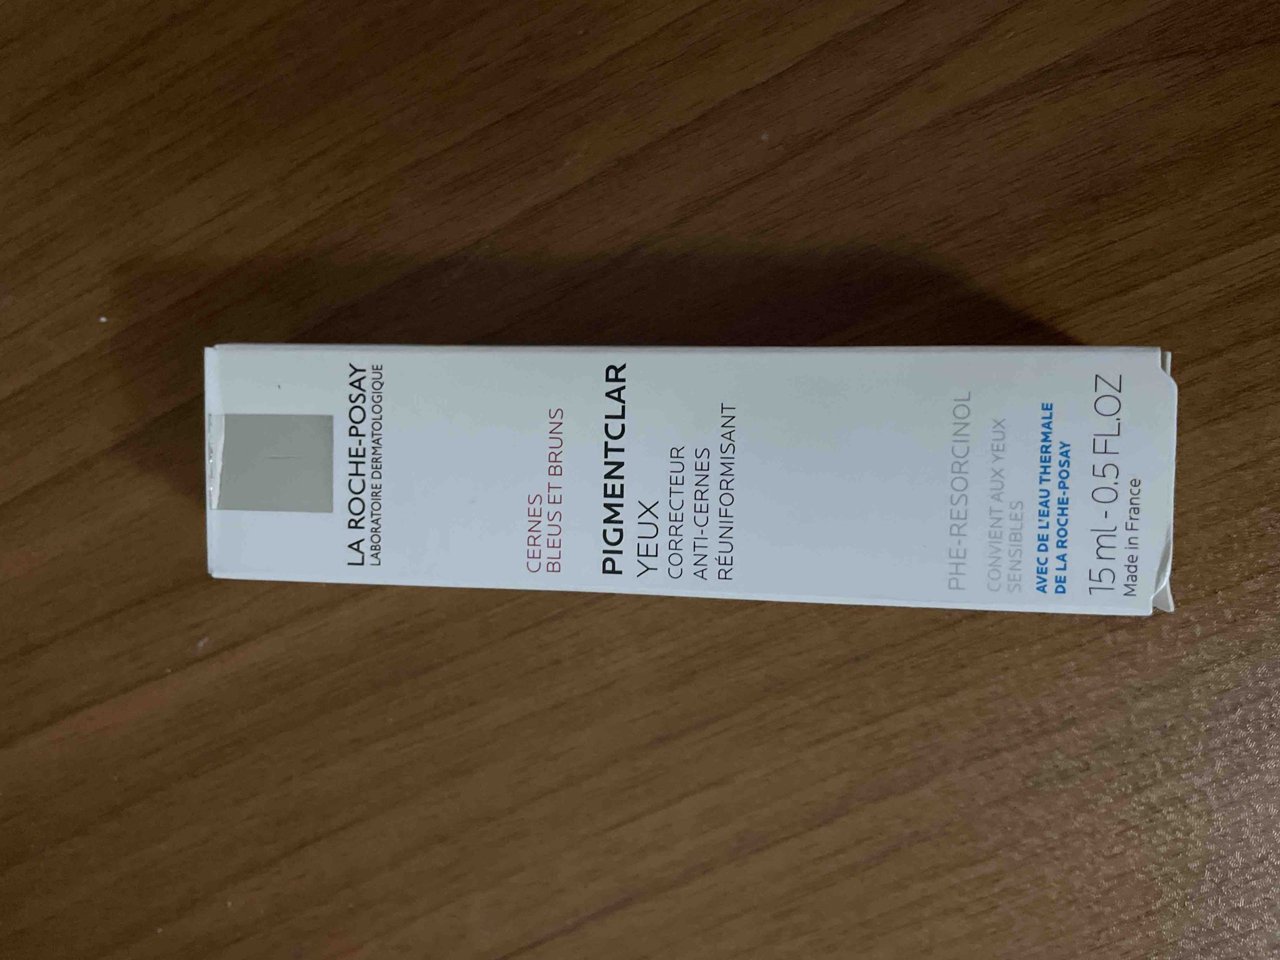 LA ROCHE-POSAY
LABORATOIRE DERMATOLOGIQUE
CERNES
BLEUS ET BRUNS
PIGMENTCLAR
YEUX
CORRECTEUR
ANTI-CERNES
RÉUNIFORMISANT
PHE-RESORCINOL
CONVIENT AUX YEUX
SENSIBLES
AVEC DE L'EAU THERMALE
DE LA ROCHE-POSAY
15 ml - 0.5 FL.OZ
Made in France